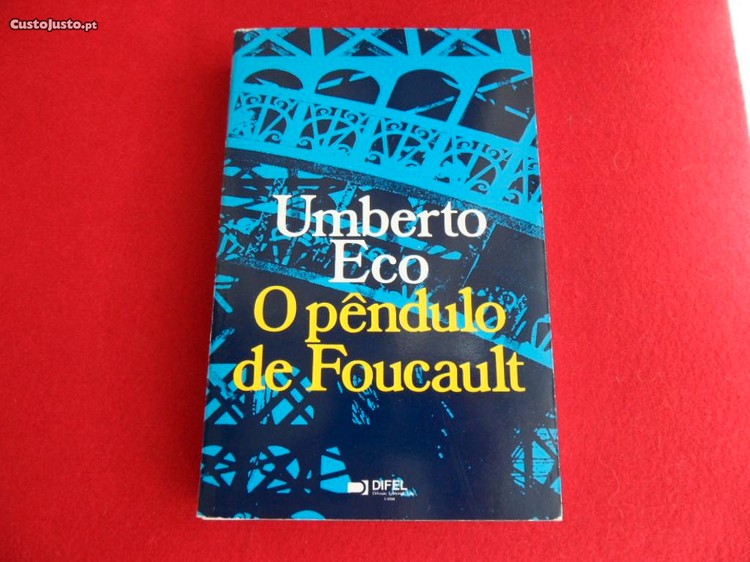 CustoJusto.pt
Umberto
Eco
O pêndulo
de Foucault
DIFEL